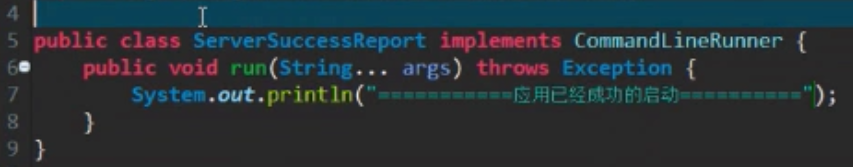 4
5 public class ServerSuccessReport implements CommandLineRunner {
6 public void run(String... args) throws Exception {
7 System.out.println("===========应用已经成功的启动==========");
8 }
9 }